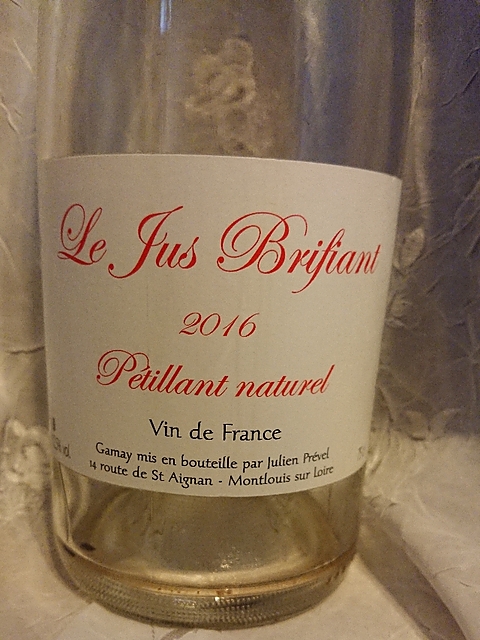 Le Jus Brifiant
2016
Pétillant naturel
Vin de France
Gamay mis en bouteille par Julien Prével
14 route de St Aignan - Montlouis sur Loire
% vol